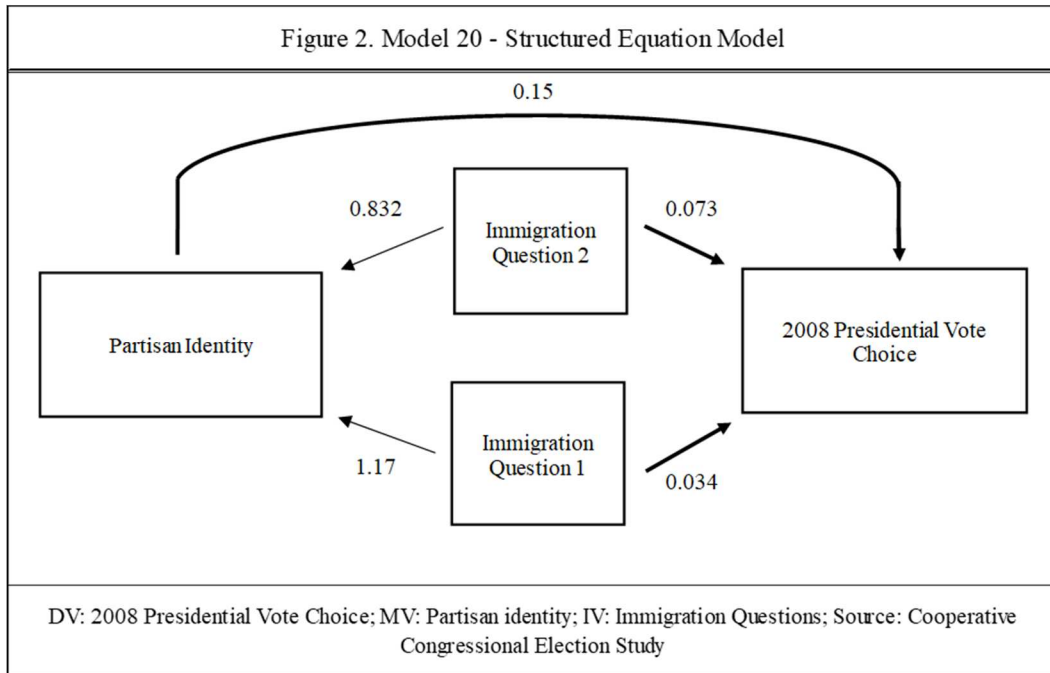 Figure 2. Model 20 - Structured Equation Model
0.15
0.832
Immigration
Question 2
0.073
Partisan Identity
2008 Presidential Vote
Choice
1.17
Immigration
Question 1
0.034
DV: 2008 Presidential Vote Choice; MV: Partisan identity; IV: Immigration Questions; Source: Cooperative
Congressional Election Study